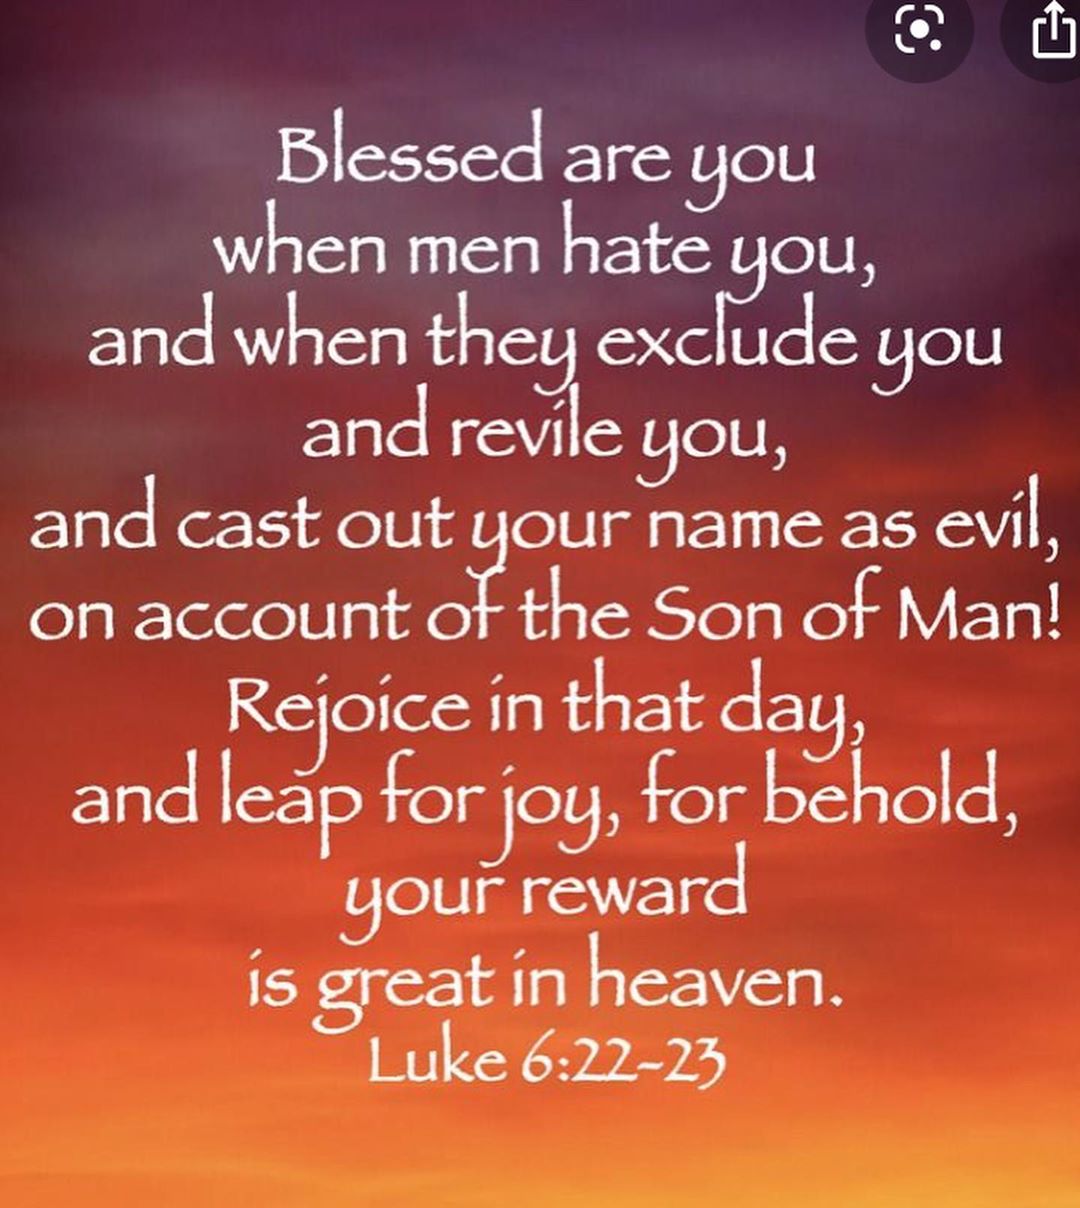 Blessed are you
when men hate you,
and when they exclude you
and revile you,
and cast out your name as evil,
on account of the Son of Man!
Rejoice in that day,
and leap for joy, for behold,
your reward
is great in heaven.
Luke 6:22-23